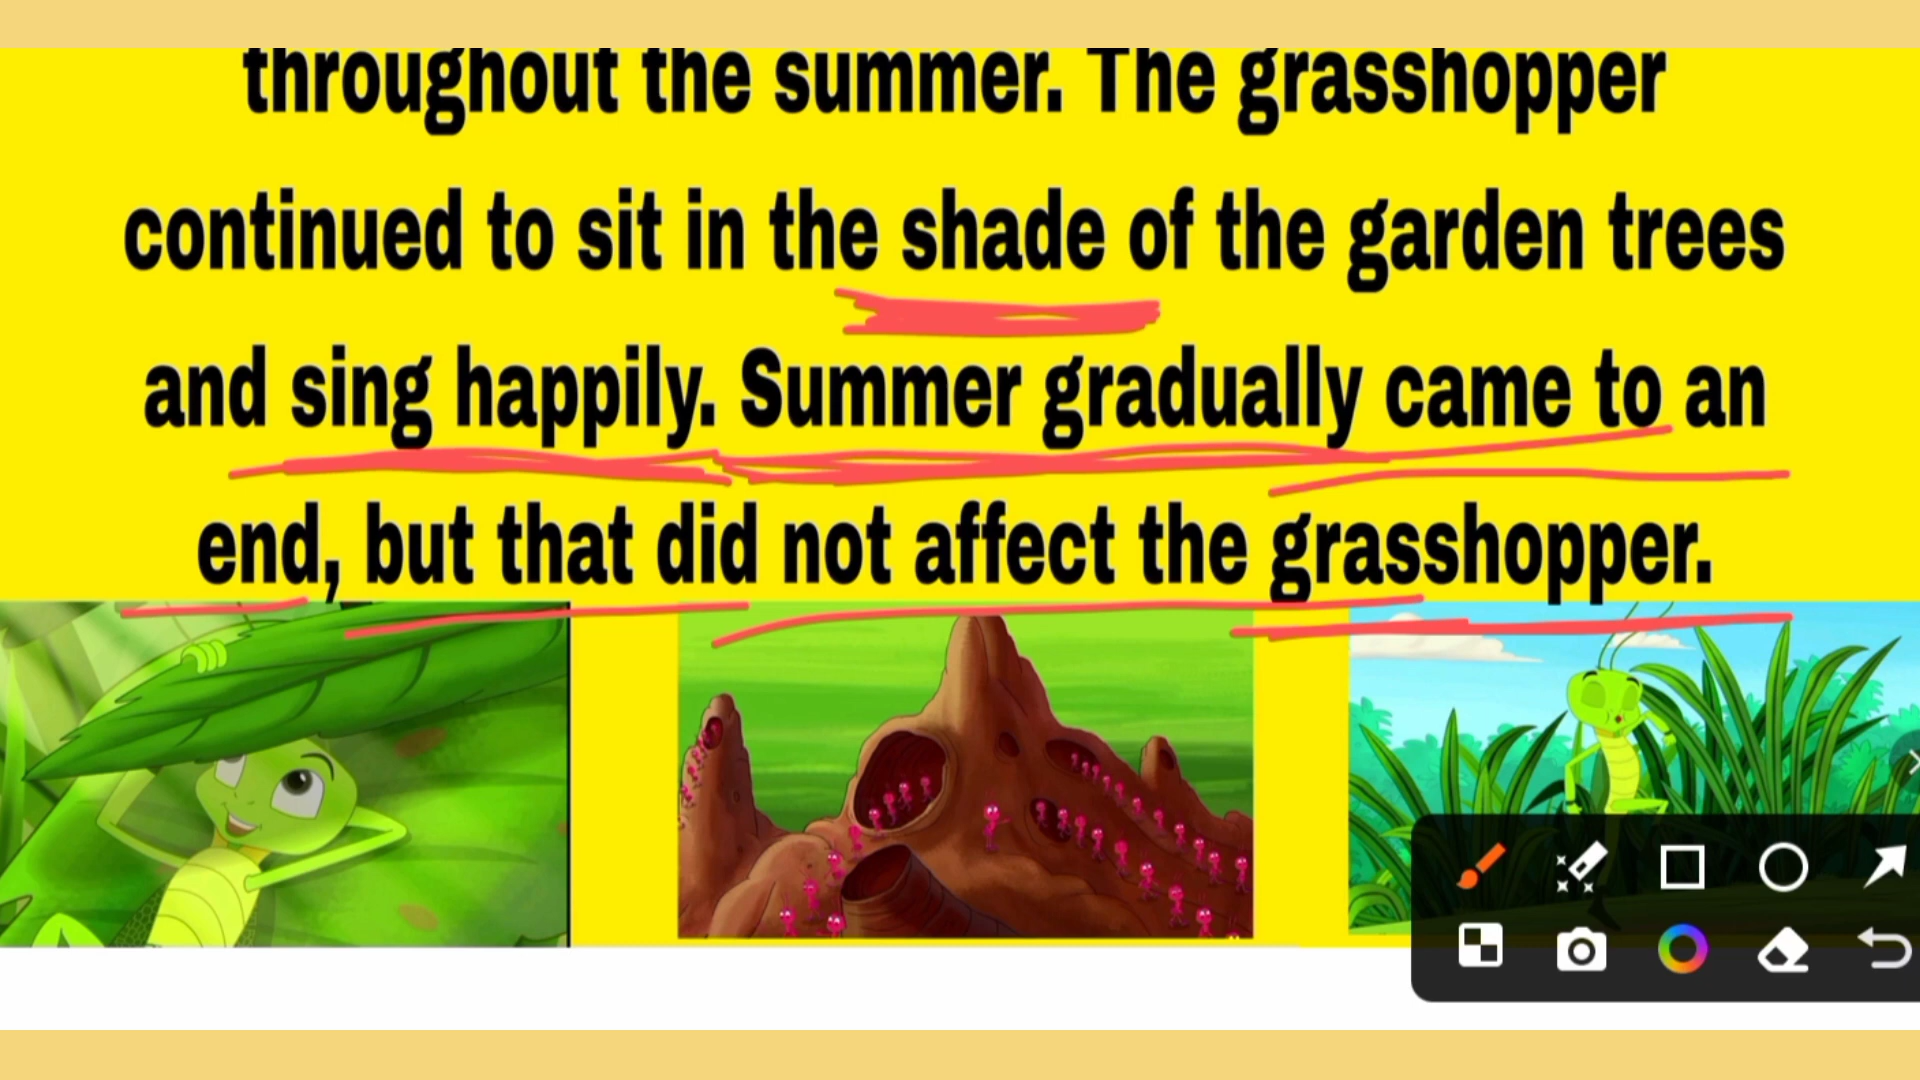 throughout the summer. The grasshopper
continued to sit in the shade of the garden trees
and sing happily. Summer gradually came to an
end, but that did not affect the grasshopper.